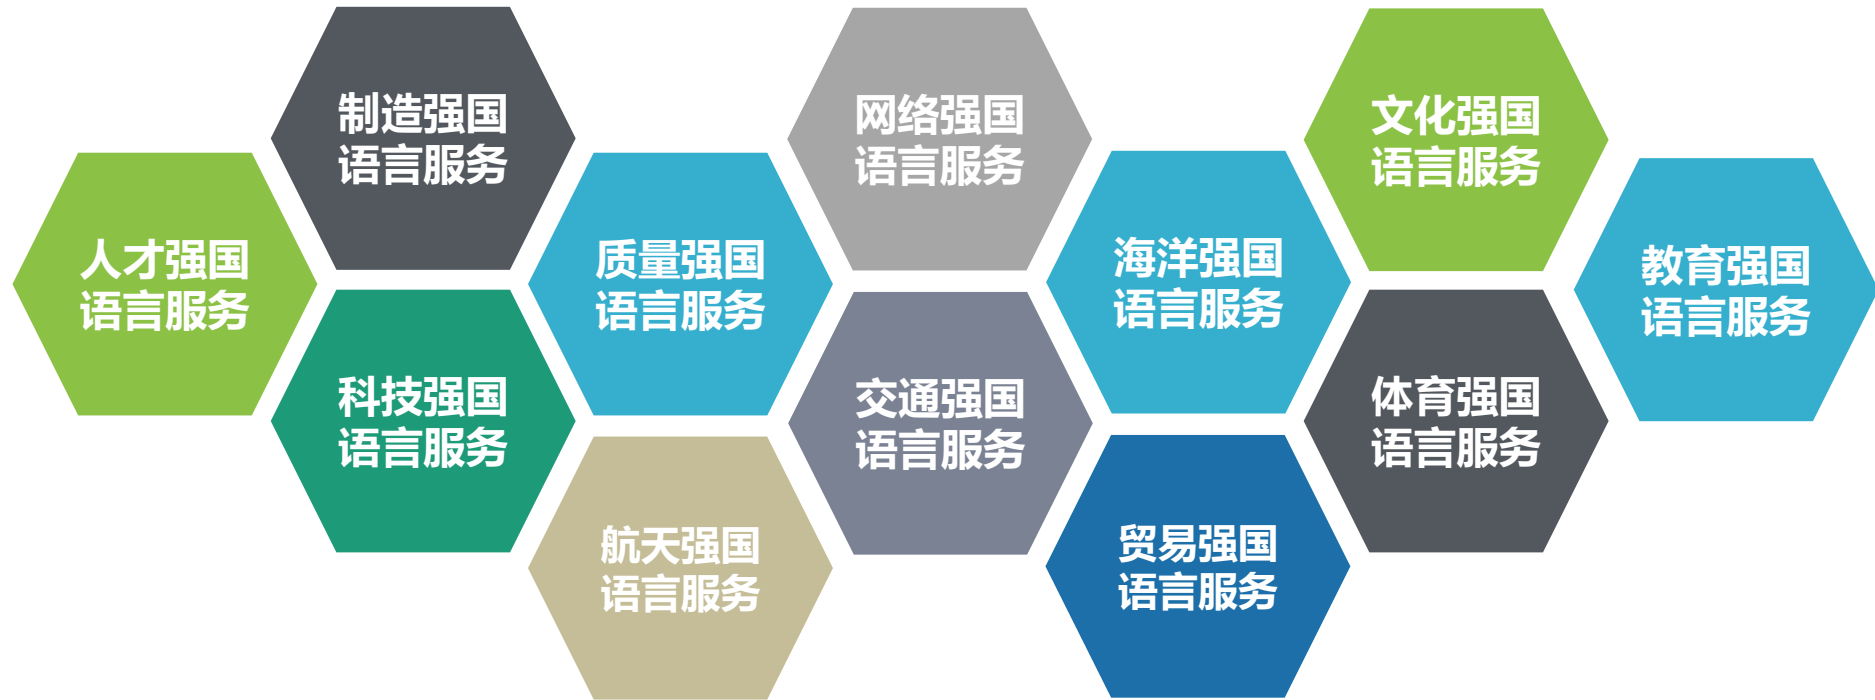 人才强国
语言服务
制造强国
语言服务
科技强国
语言服务
质量强国
语言服务
航天强国
语言服务
网络强国
语言服务
交通强国
语言服务
海洋强国
语言服务
贸易强国
语言服务
文化强国
语言服务
体育强国
语言服务
教育强国
语言服务